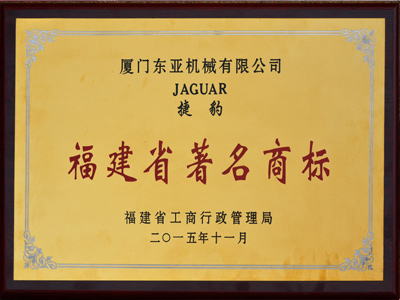 厦门东亚机械有限公司
JAGUAR
捷豹
福建省著名商标
福建省工商行政管理局
二〇一五年十一月